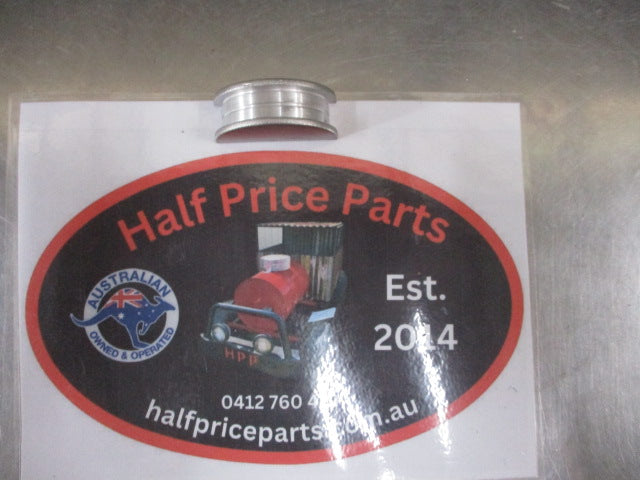 Half Price Parts
AUSTRALIAN
OWNED & OPERATED
Est.
2014
HPP
0412 760
halfpriceparts.com.au